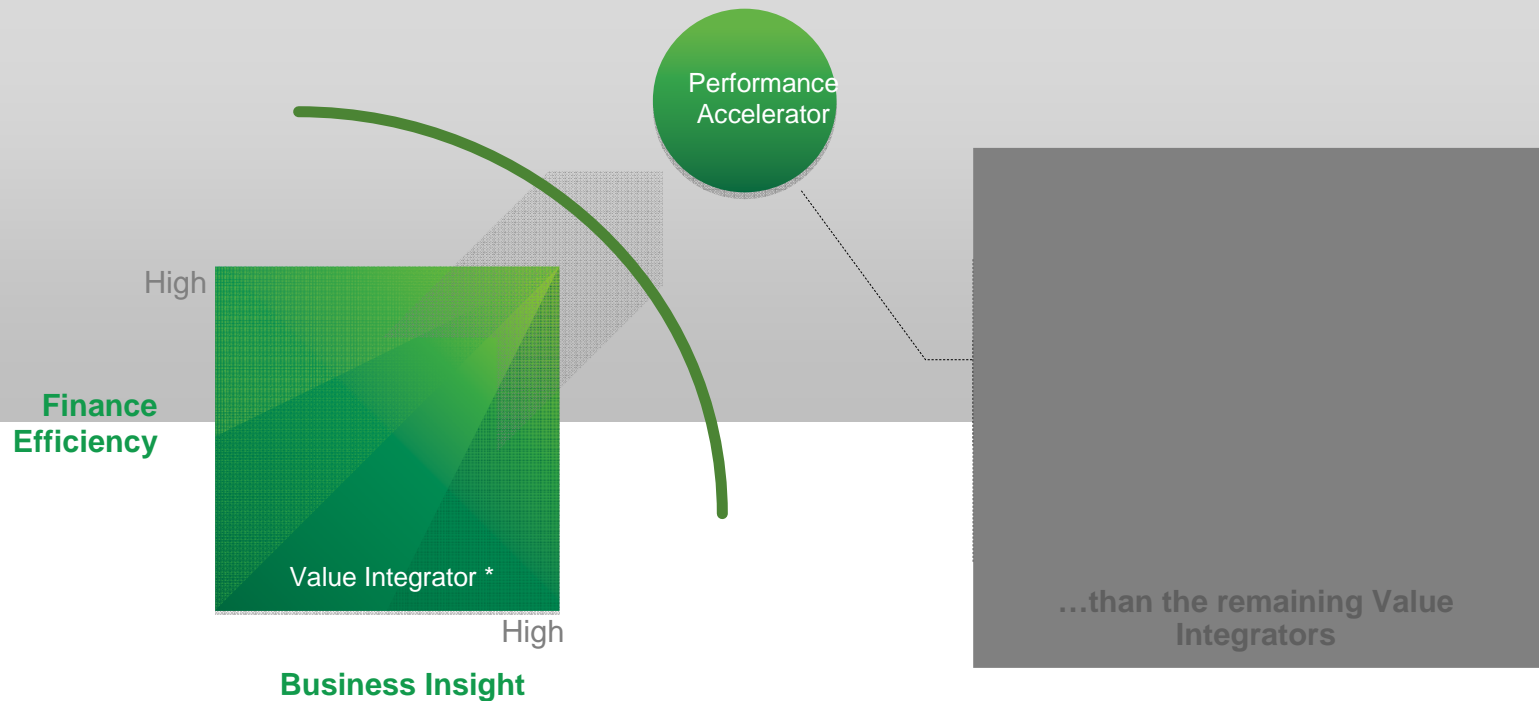 Performance
Accelerator
High
Finance
Efficiency
Value Integrator *
High
Business Insight
…than the remaining Value
Integrators